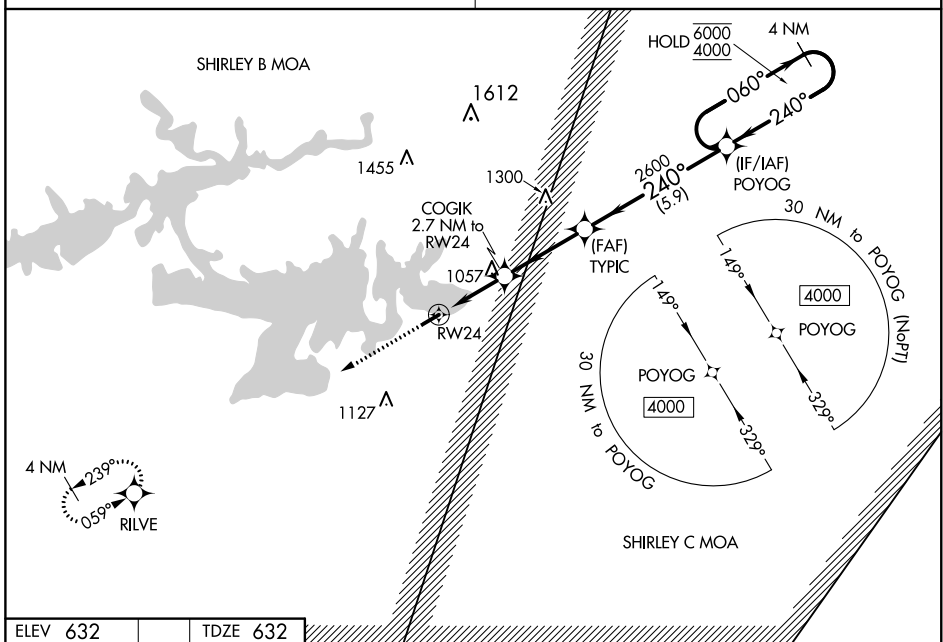 SHIRLEY B MOA
HOLD 6000
4000
4 NM
060°
240°
1612
1455
1300
2600
240°
(5.9)
(IF/IAF)
POYOG
COGIK
2.7 NM to
RW24
(FAF)
TYPIC
1057
RW24
30 NM to POYOG (NoPT)
149°
4000
POYOG
329°
149°
POYOG
4000
329°
30 NM to POYOG
1127
4 NM
239°
059°
RILVE
SHIRLEY C MOA
ELEV 632
TDZE 632